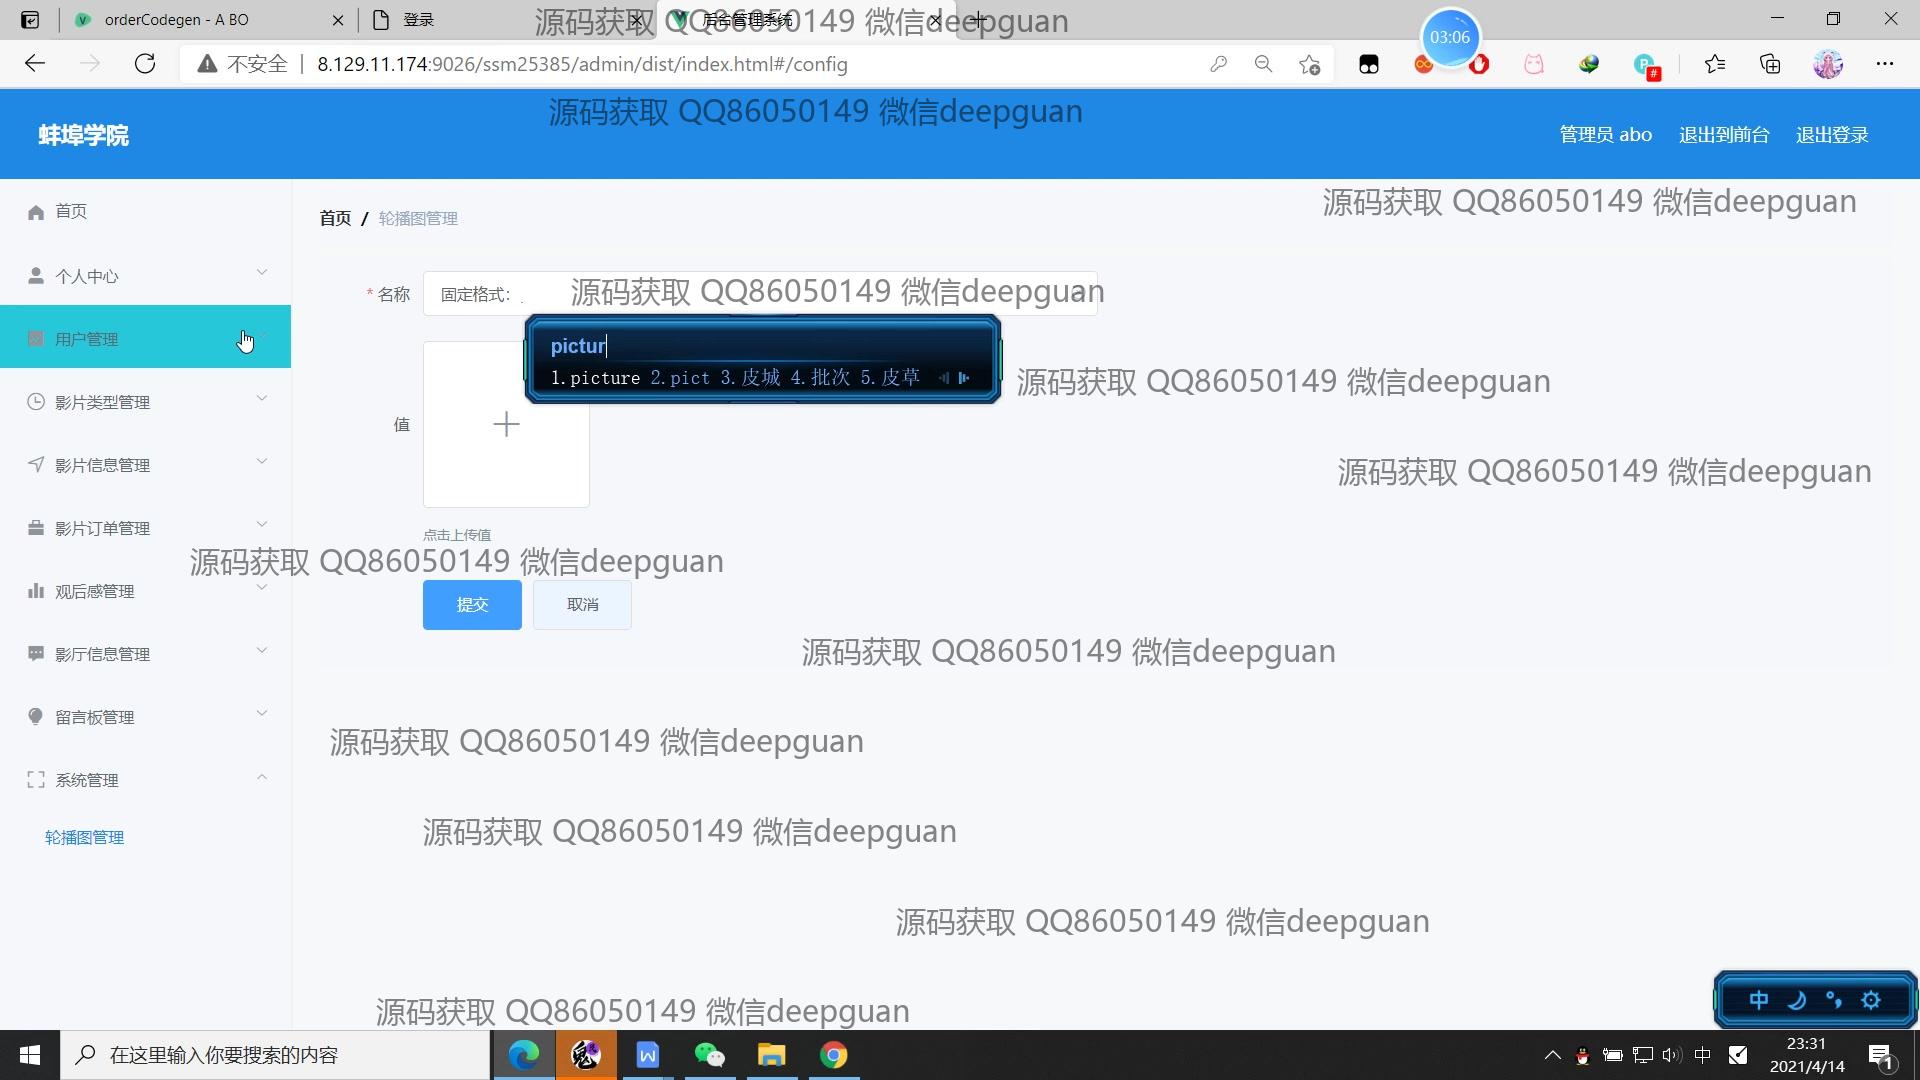 orderCodegen - A BO
登录
后台管理系统
源码获取 QQ86050149 微信deepguan
03:06
不安全
8.129.11.174:9026/ssm25385/admin/dist/index.html#/config
源码获取 QQ86050149 微信deepguan
蚌埠学院
管理员 abo
退出到前台
退出登录
源码获取 QQ86050149 微信deepguan
首页
首页 / 轮播图管理
个人中心
* 名称
固定格式：
源码获取 QQ86050149 微信deepguan
用户管理
pictur
1.picture 2.pict 3.皮城 4.批次 5.皮草
源码获取 QQ86050149 微信deepguan
影片类型管理
值
影片信息管理
源码获取 QQ86050149 微信deepguan
影片订单管理
点击上传值
源码获取 QQ86050149 微信deepguan
观后感管理
提交
取消
影厅信息管理
源码获取 QQ86050149 微信deepguan
留言板管理
源码获取 QQ86050149 微信deepguan
系统管理
轮播图管理
源码获取 QQ86050149 微信deepguan
源码获取 QQ86050149 微信deepguan
源码获取 QQ86050149 微信deepguan
中
在这里输入你要搜索的内容
中
23:31
2021/4/14
1